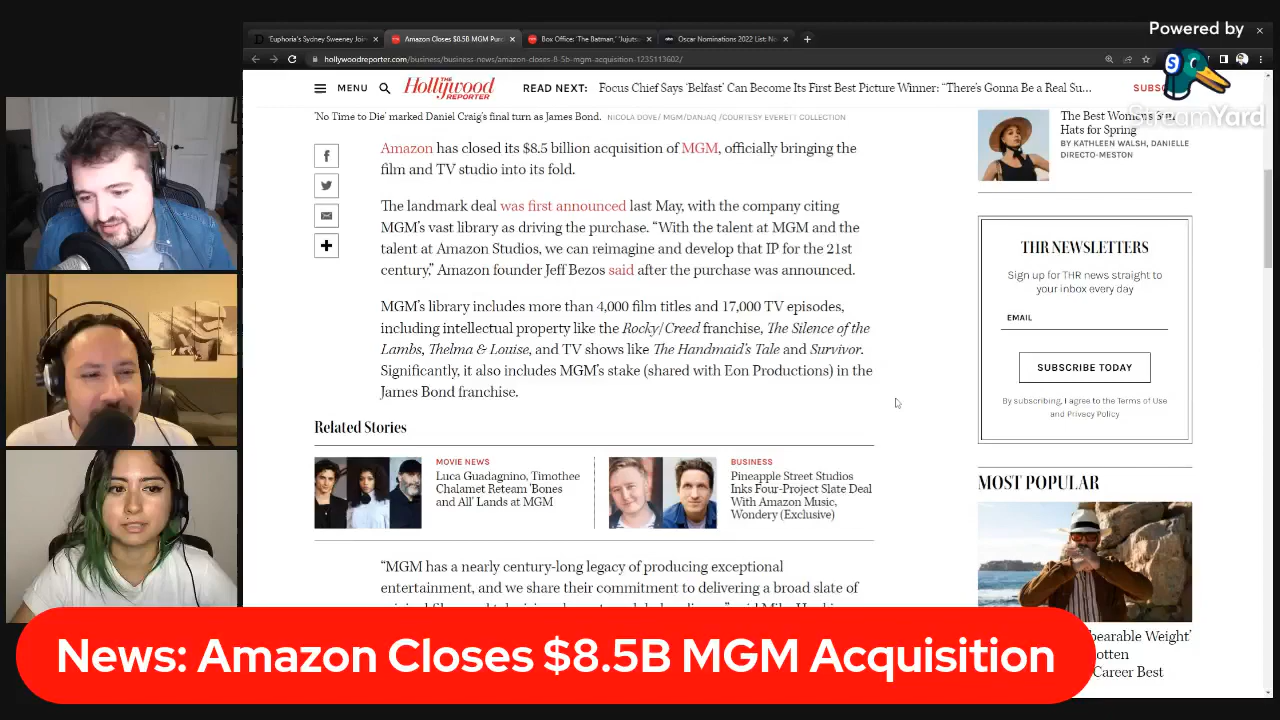 Powered by
StreamYard
'Euphoria's Sydney Sweeney Join
Amazon Closes $8.5B MGM Purc
Box Office: 'The Batman,' 'Jujutsu
Oscar Nominations 2022 List: No
hollywoodreporter.com/business/business-news/amazon-closes-8-5b-mgm-acquisition-1235113602/
MENU
THE
Hollywood
REPORTER
READ NEXT: Focus Chief Says 'Belfast' Can Become Its First Best Picture Winner: “There's Gonna Be a Real Su...
SUBSC
'No Time to Die' marked Daniel Craig's final turn as James Bond. NICOLA DOVE/ MGM/DANJAQ /COURTESY EVERETT COLLECTION
Amazon has closed its $8.5 billion acquisition of MGM, officially bringing the
film and TV studio into its fold.
The landmark deal was first announced last May, with the company citing
MGM's vast library as driving the purchase. “With the talent at MGM and the
talent at Amazon Studios, we can reimagine and develop that IP for the 21st
century,” Amazon founder Jeff Bezos said after the purchase was announced.
MGM's library includes more than 4,000 film titles and 17,000 TV episodes,
including intellectual property like the Rocky/Creed franchise, The Silence of the
Lambs, Thelma & Louise, and TV shows like The Handmaid's Tale and Survivor.
Significantly, it also includes MGM's stake (shared with Eon Productions) in the
James Bond franchise.
Related Stories
MOVIE NEWS
Luca Guadagnino, Timothee
Chalamet Reteam 'Bones
and All' Lands at MGM
BUSINESS
Pineapple Street Studios
Inks Four-Project Slate Deal
With Amazon Music,
Wondery (Exclusive)
“MGM has a nearly century-long legacy of producing exceptional
entertainment, and we share their commitment to delivering a broad slate of
The Best Women's Sun
Hats for Spring
BY KATHLEEN WALSH, DANIELLE
DIRECTO-MESTON
THR NEWSLETTERS
Sign up for THR news straight to
your inbox every day
EMAIL
SUBSCRIBE TODAY
By subscribing, I agree to the Terms of Use
and Privacy Policy
MOST POPULAR
bearable Weight'
otten
Career Best
News: Amazon Closes $8.5B MGM Acquisition